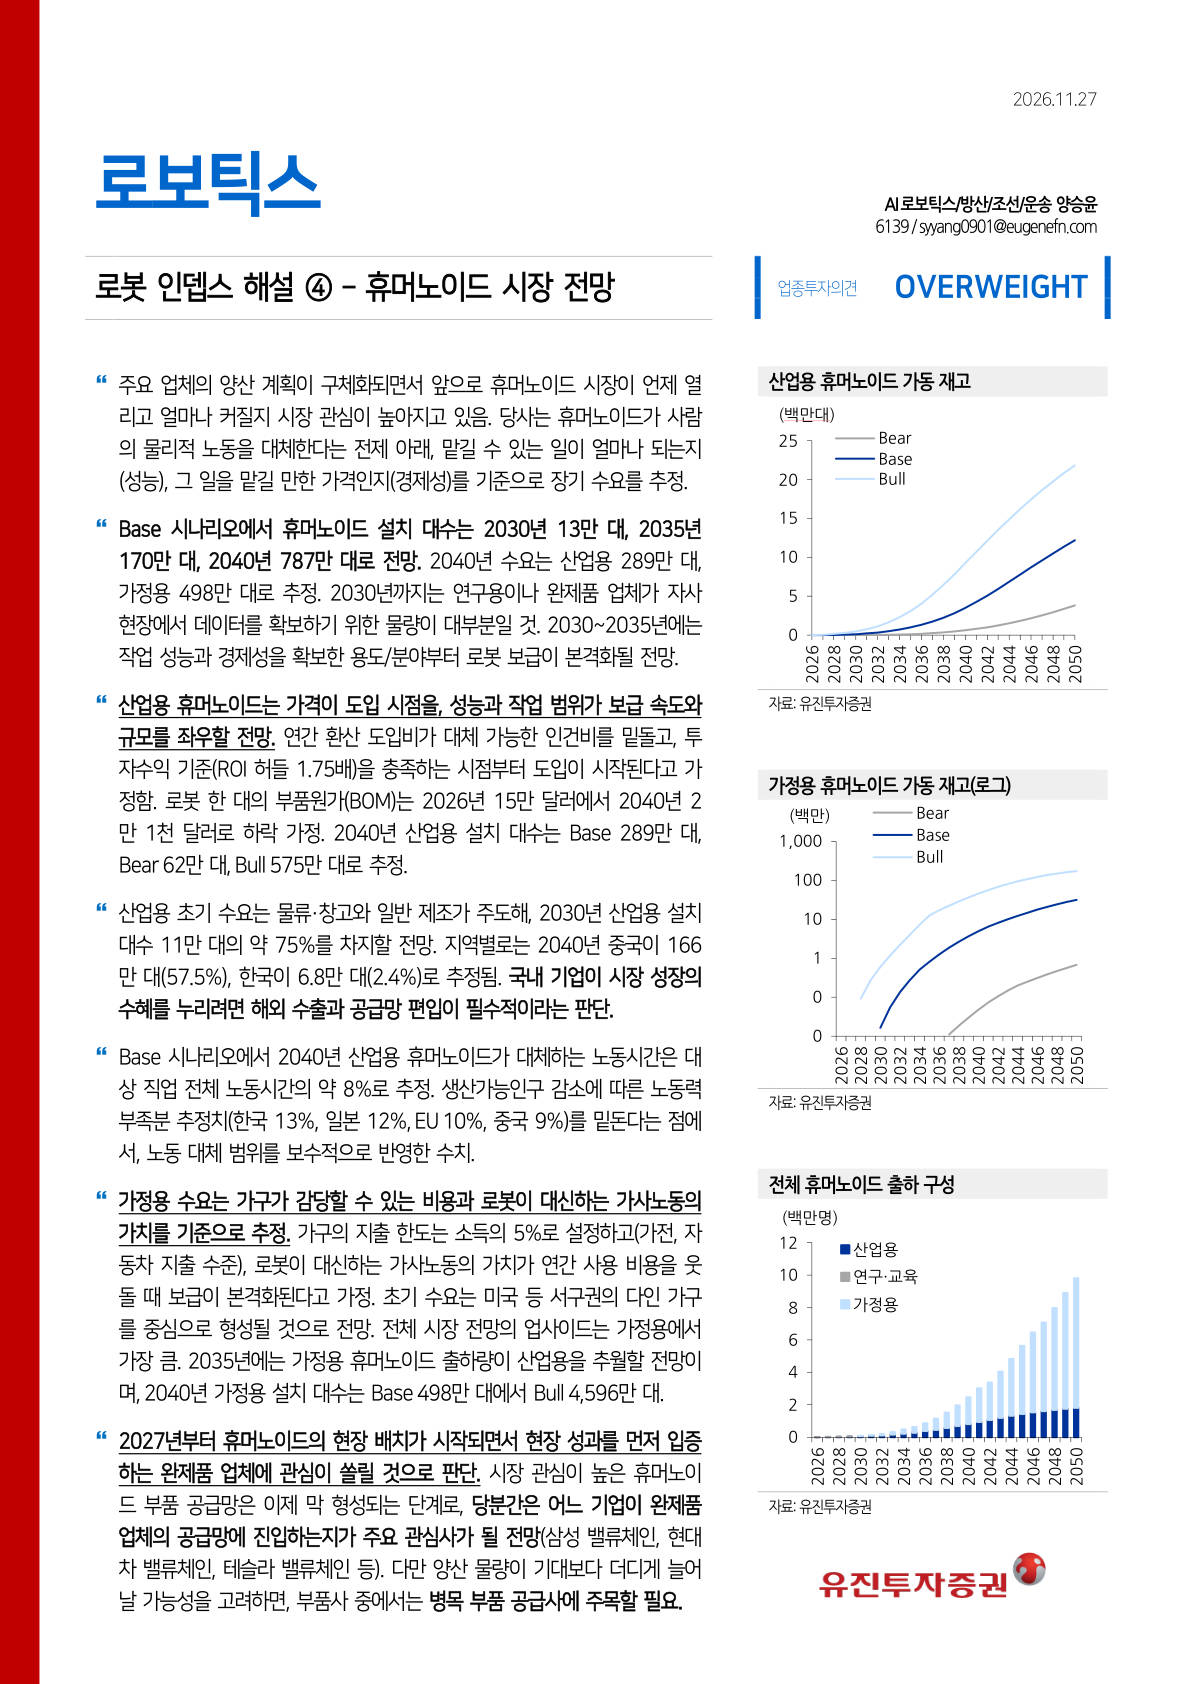 2026.11.27
로보틱스
AI로보틱스/방산/조선/운송 양승윤
6139 / syyang0901@eugenefn.com
로봇 인덱스 해설 ④ – 휴머노이드 시장 전망
업종투자의견 OVERWEIGHT
“ 주요 업체의 양산 계획이 구체화되면서 앞으로 휴머노이드 시장이 언제 열
리고 얼마나 커질지 시장 관심이 높아지고 있음. 당사는 휴머노이드가 사람
의 물리적 노동을 대체한다는 전제 아래, 맡길 수 있는 일이 얼마나 되는지
(성능), 그 일을 맡길 만한 가격인지(경제성)를 기준으로 장기 수요를 추정.
“ Base 시나리오에서 휴머노이드 설치 대수는 2030년 13만 대, 2035년
170만 대, 2040년 787만 대로 전망. 2040년 수요는 산업용 289만 대,
가정용 498만 대로 추정. 2030년까지는 연구용이나 완제품 업체가 자사
현장에서 데이터를 확보하기 위한 물량이 대부분일 것. 2030~2035년에는
작업 성능과 경제성을 확보한 용도/분야부터 로봇 보급이 본격화될 전망.
“ 산업용 휴머노이드는 가격이 도입 시점을, 성능과 작업 범위가 보급 속도와
규모를 좌우할 전망. 연간 환산 도입비가 대체 가능한 인건비를 밑돌고, 투
자수익 기준(ROI 허들 1.75배)을 충족하는 시점부터 도입이 시작된다고 가
정함. 로봇 한 대의 부품원가(BOM)는 2026년 15만 달러에서 2040년 2
만 1천 달러로 하락 가정. 2040년 산업용 설치 대수는 Base 289만 대,
Bear 62만 대, Bull 575만 대로 추정.
“ 산업용 초기 수요는 물류·창고와 일반 제조가 주도해, 2030년 산업용 설치
대수 11만 대의 약 75%를 차지할 전망. 지역별로는 2040년 중국이 166
만 대(57.5%), 한국이 6.8만 대(2.4%)로 추정됨. 국내 기업이 시장 성장의
수혜를 누리려면 해외 수출과 공급망 편입이 필수적이라는 판단.
“ Base 시나리오에서 2040년 산업용 휴머노이드가 대체하는 노동시간은 대
상 직업 전체 노동시간의 약 8%로 추정. 생산가능인구 감소에 따른 노동력
부족분 추정치(한국 13%, 일본 12%, EU 10%, 중국 9%)를 밑돈다는 점에
서, 노동 대체 범위를 보수적으로 반영한 수치.
“ 가정용 수요는 가구가 감당할 수 있는 비용과 로봇이 대신하는 가사노동의
가치를 기준으로 추정. 가구의 지출 한도는 소득의 5%로 설정하고(가전, 자
동차 지출 수준), 로봇이 대신하는 가사노동의 가치가 연간 사용 비용을 웃
돌 때 보급이 본격화된다고 가정. 초기 수요는 미국 등 서구권의 다인 가구
를 중심으로 형성될 것으로 전망. 전체 시장 전망의 업사이드는 가정용에서
가장 큼. 2035년에는 가정용 휴머노이드 출하량이 산업용을 추월할 전망이
며, 2040년 가정용 설치 대수는 Base 498만 대에서 Bull 4,596만 대.
“ 2027년부터 휴머노이드의 현장 배치가 시작되면서 현장 성과를 먼저 입증
하는 완제품 업체에 관심이 쏠릴 것으로 판단. 시장 관심이 높은 휴머노이
드 부품 공급망은 이제 막 형성되는 단계로, 당분간은 어느 기업이 완제품
업체의 공급망에 진입하는지가 주요 관심사가 될 전망(삼성 밸류체인, 현대
차 밸류체인, 테슬라 밸류체인 등). 다만 양산 물량이 기대보다 더디게 늘어
날 가능성을 고려하면, 부품사 중에서는 병목 부품 공급사에 주목할 필요.
산업용 휴머노이드 가동 재고
(백만대)
Bear
Base
Bull
25
20
15
10
5
0
2026 2028 2030 2032 2034 2036 2038 2040 2042 2044 2046 2048 2050
자료: 유진투자증권
가정용 휴머노이드 가동 재고(로그)
(백만)
Bear
Base
Bull
1,000
100
10
1
0
0
2026 2028 2030 2032 2034 2036 2038 2040 2042 2044 2046 2048 2050
자료: 유진투자증권
전체 휴머노이드 출하 구성
(백만명)
산업용
연구·교육
가정용
12
10
8
6
4
2
0
2026 2028 2030 2032 2034 2036 2038 2040 2042 2044 2046 2048 2050
자료: 유진투자증권
유진투자증권